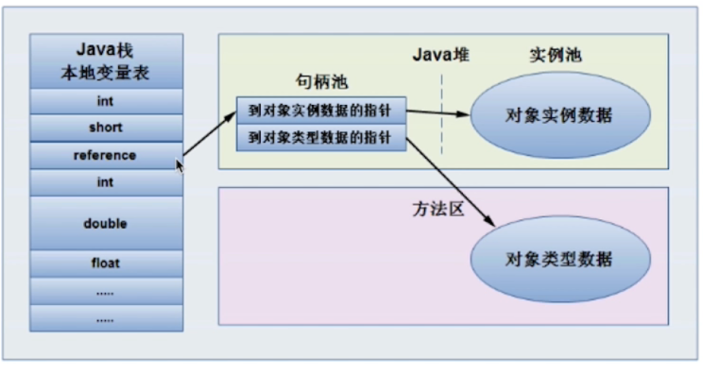 Java栈
本地变量表
int
short
reference
int
double
float
.....
.....
Java堆
实例池
句柄池
到对象实例数据的指针
到对象类型数据的指针
对象实例数据
方法区
对象类型数据